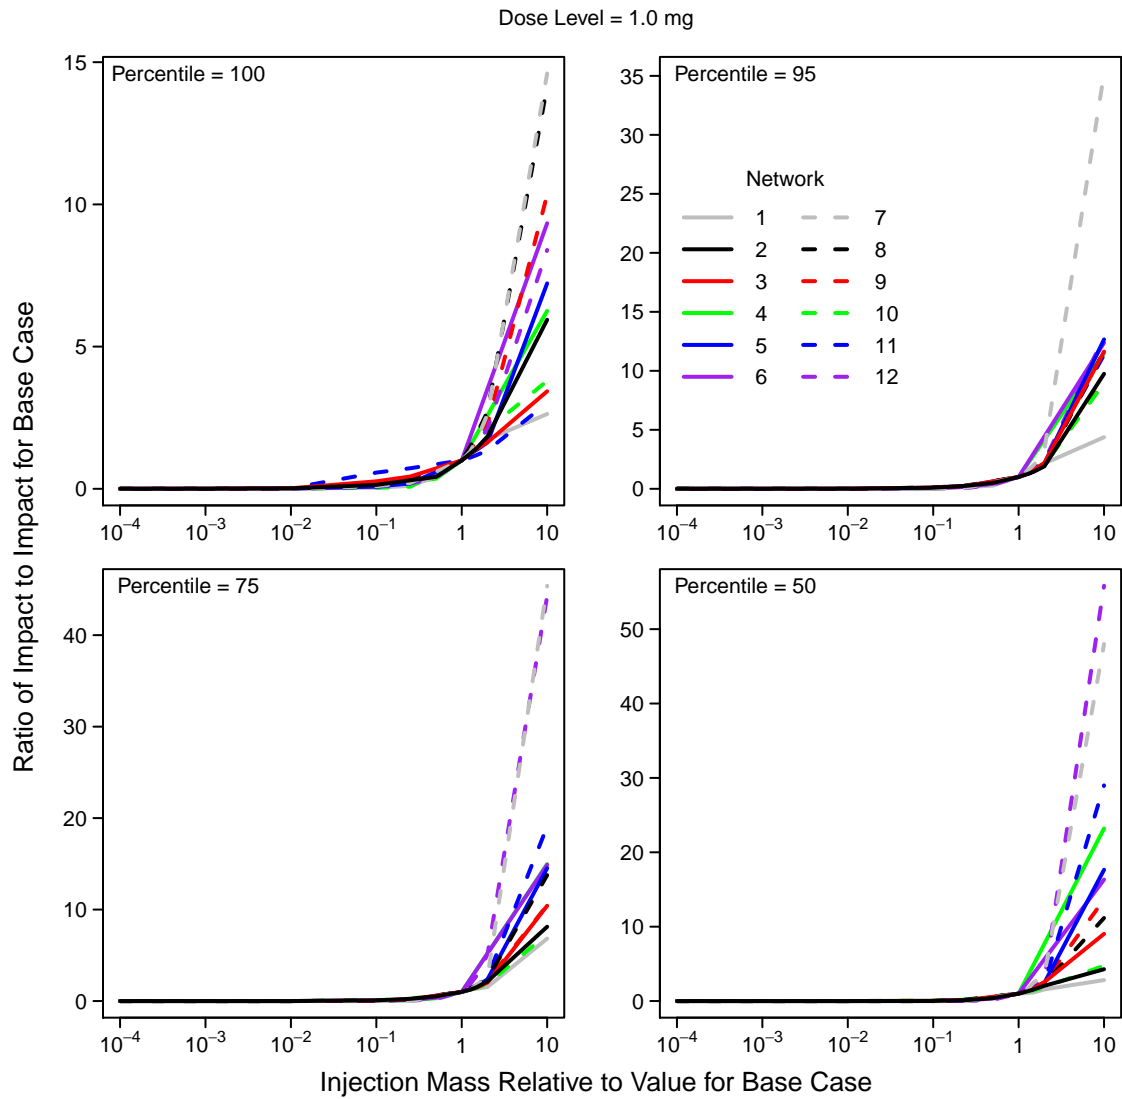 Dose Level = 1.0 mg
Ratio of Impact to Impact for Base Case
Percentile = 100
15
10
5
0
10⁻⁴ 10⁻³ 10⁻² 10⁻¹ 1 10
Percentile = 95
35
30
25
20
15
10
5
0
Network
1 7
2 8
3 9
4 10
5 11
6 12
10⁻⁴ 10⁻³ 10⁻² 10⁻¹ 1 10
Percentile = 75
40
30
20
10
0
10⁻⁴ 10⁻³ 10⁻² 10⁻¹ 1 10
Percentile = 50
50
40
30
20
10
0
10⁻⁴ 10⁻³ 10⁻² 10⁻¹ 1 10
Injection Mass Relative to Value for Base Case